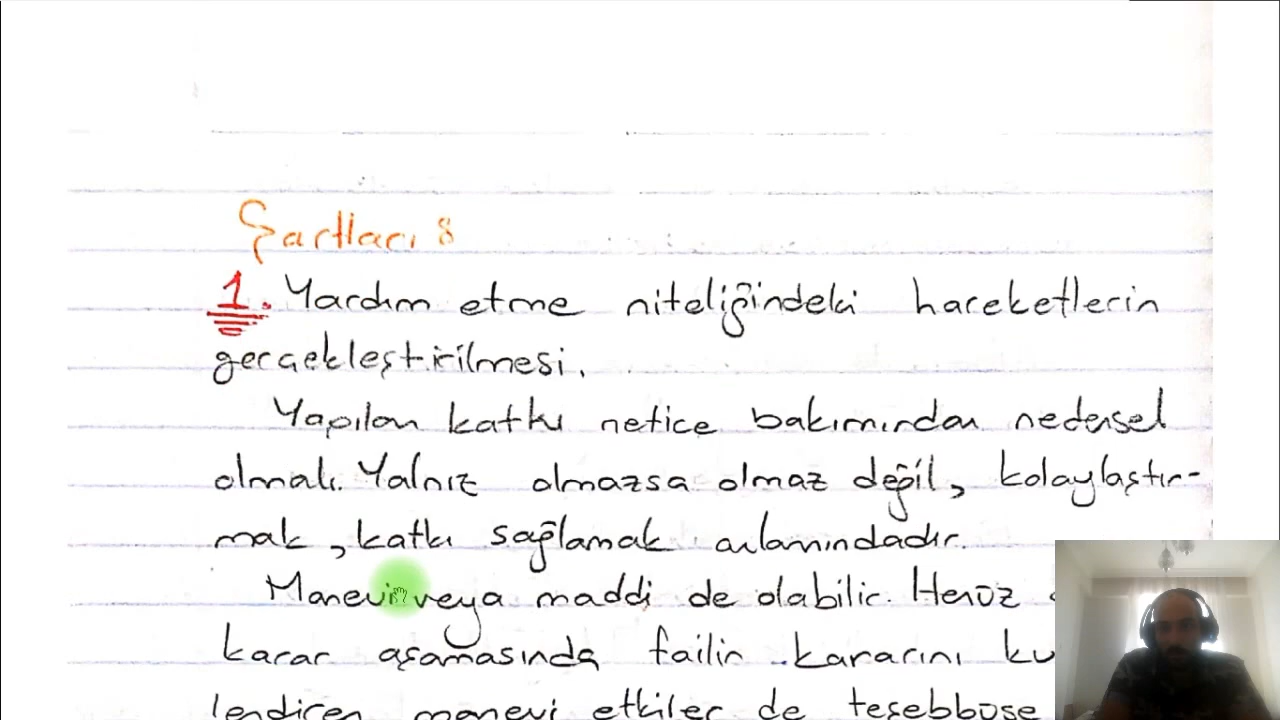 Şartları:
1. Yardım etme niteliğindeki hareketlerin
gerçekleştirilmesi.
Yapılan katkı netice bakımından nedensel
olmalı. Yalnız olmazsa olmaz değil, kolaylaştır-
mak, katkı sağlamak anlamındadır.
Manevi veya maddi de olabilir. Henüz
karar aşamasında failin kararını
lendiren manevi etkiler de teşebbüse